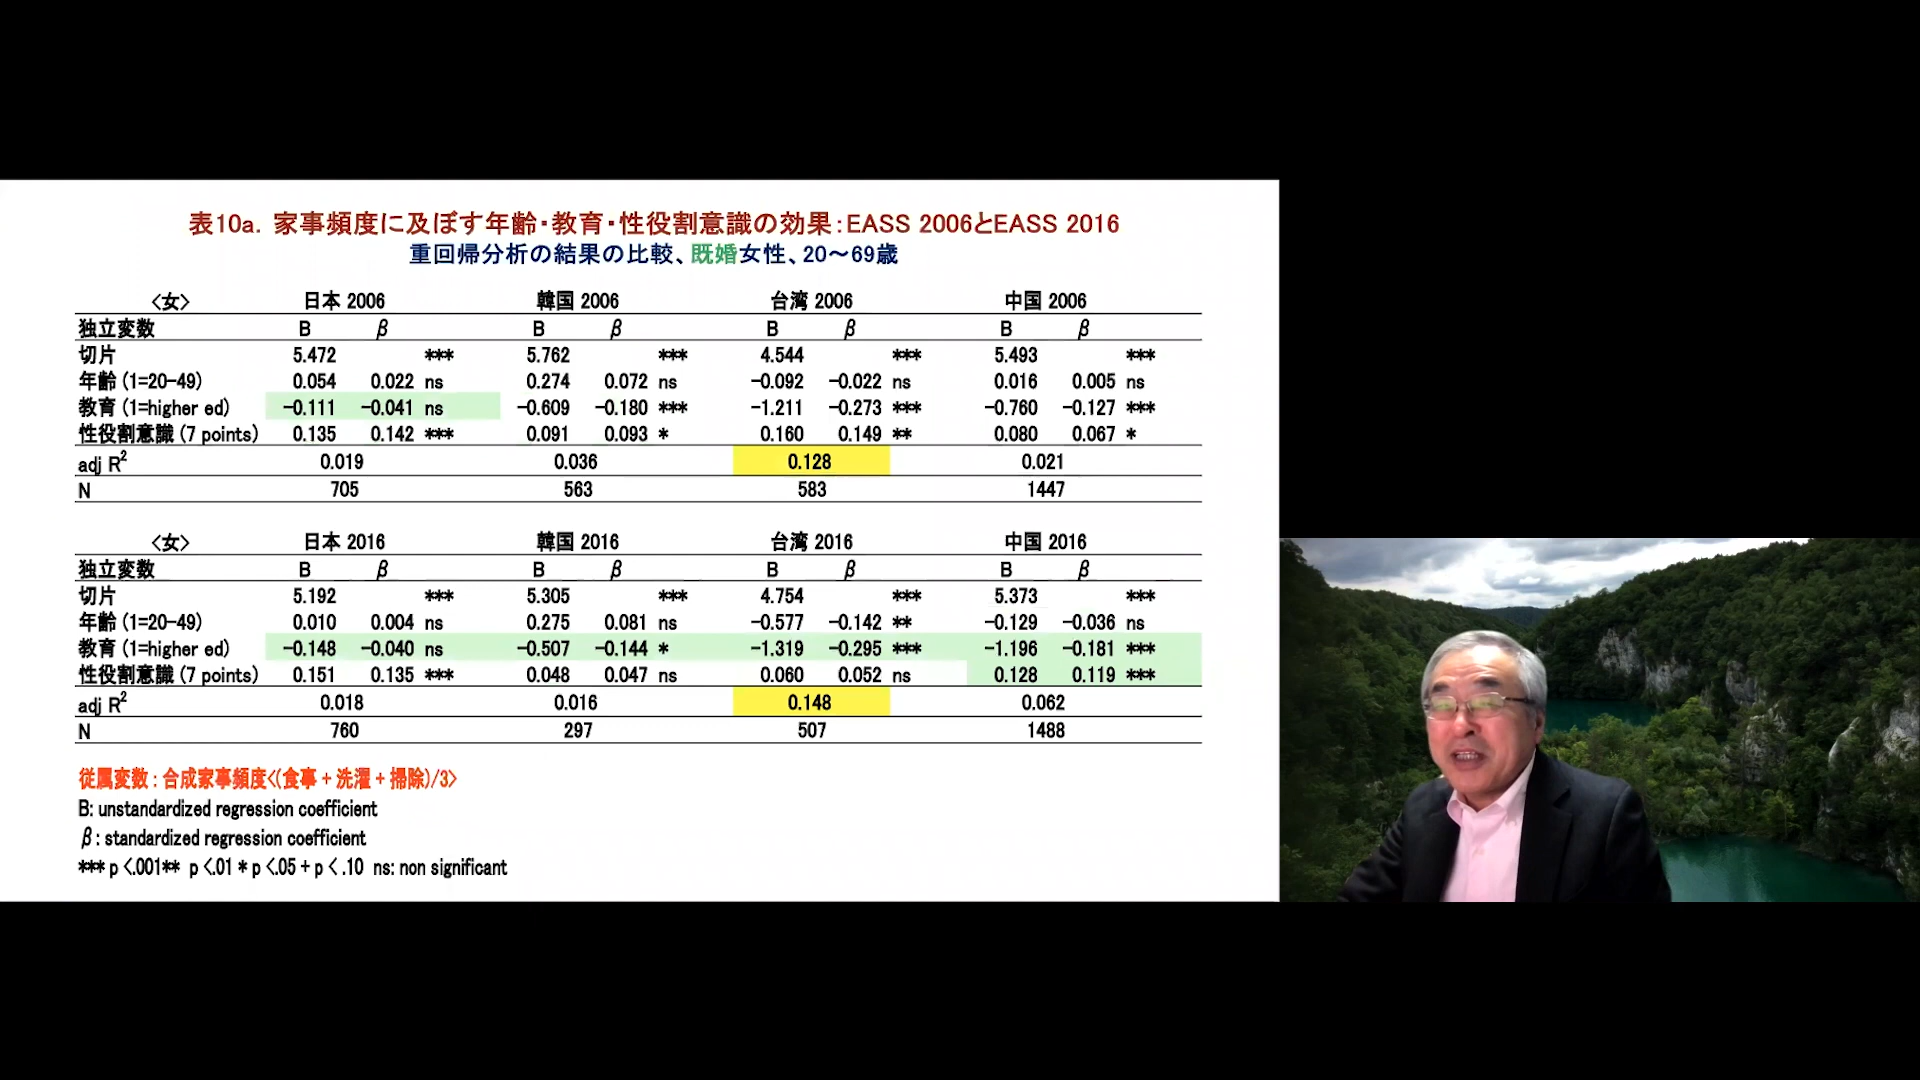 表10a. 家事頻度に及ぼす年齢・教育・性役割意識の効果：EASS 2006とEASS 2016
重回帰分析の結果の比較、既婚女性、20～69歳
<女> 日本 2006 韓国 2006 台湾 2006 中国 2006
独立変数 B β B β B β B β
切片 5.472 *** 5.762 *** 4.544 *** 5.493 ***
年齢 (1=20-49) 0.054 0.022 ns 0.274 0.072 ns -0.092 -0.022 ns 0.016 0.005 ns
教育 (1=higher ed) -0.111 -0.041 ns -0.609 -0.180 *** -1.211 -0.273 *** -0.760 -0.127 ***
性役割意識 (7 points) 0.135 0.142 *** 0.091 0.093 * 0.160 0.149 ** 0.080 0.067 *
adj R² 0.019 0.036 0.128 0.021
N 705 563 583 1447
<女> 日本 2016 韓国 2016 台湾 2016 中国 2016
独立変数 B β B β B β B β
切片 5.192 *** 5.305 *** 4.754 *** 5.373 ***
年齢 (1=20-49) 0.010 0.004 ns 0.275 0.081 ns -0.577 -0.142 ** -0.129 -0.036 ns
教育 (1=higher ed) -0.148 -0.040 ns -0.507 -0.144 * -1.319 -0.295 *** -1.196 -0.181 ***
性役割意識 (7 points) 0.151 0.135 *** 0.048 0.047 ns 0.060 0.052 ns 0.128 0.119 ***
adj R² 0.018 0.016 0.148 0.062
N 760 297 507 1488
従属変数：合成家事頻度<(食事＋洗濯＋掃除)/3>
B: unstandardized regression coefficient
β: standardized regression coefficient
*** p <.001** p <.01 * p <.05 + p < .10 ns: non significant